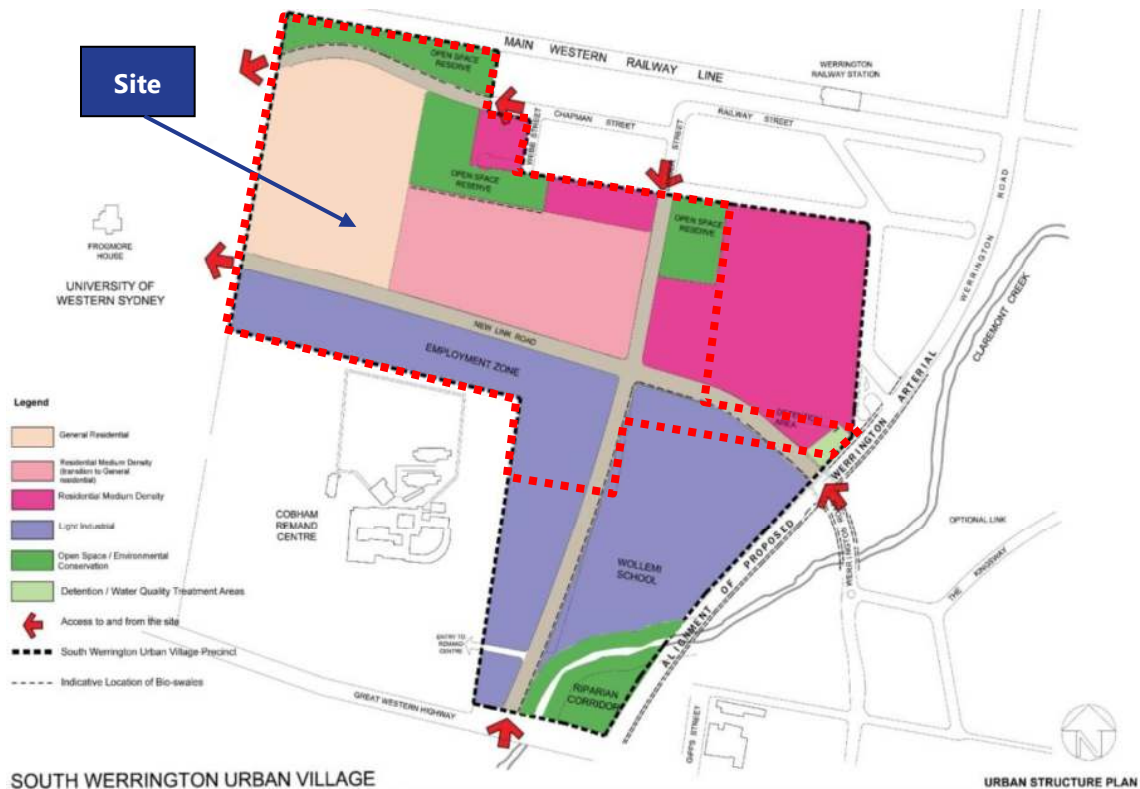 Site
MAIN WESTERN RAILWAY LINE
WERRINGTON
RAILWAY STATION
OPEN SPACE
RESERVE
CHAPMAN STREET
RAILWAY STREET
STREET
STREET
OPEN SPACE
RESERVE
OPEN SPACE
RESERVE
WERRINGTON ROAD
CLAREMONT CREEK
FROGMORE
HOUSE
UNIVERSITY OF
WESTERN SYDNEY
NEW LINK ROAD
EMPLOYMENT ZONE
AREA
ALIGNMENT OF PROPOSED WERRINGTON ARTERIAL
Legend
General Residential
Residential Medium Density
(transition to General
residential)
Residential Medium Density
Light Industrial
Open Space / Environmental
Conservation
Detention / Water Quality Treatment Areas
Access to and from the site
South Werrington Urban Village Precinct
Indicative Location of Bio-swales
COBHAM
REMAND
CENTRE
WOLLEMI
SCHOOL
OPTIONAL LINK
THE KINGSWAY
WERRINGTON
ENTRY TO
REMAND
CENTRE
RIPARIAN
CORRIDOR
GREAT WESTERN HIGHWAY
GIPPS STREET
N
SOUTH WERRINGTON URBAN VILLAGE
URBAN STRUCTURE PLAN